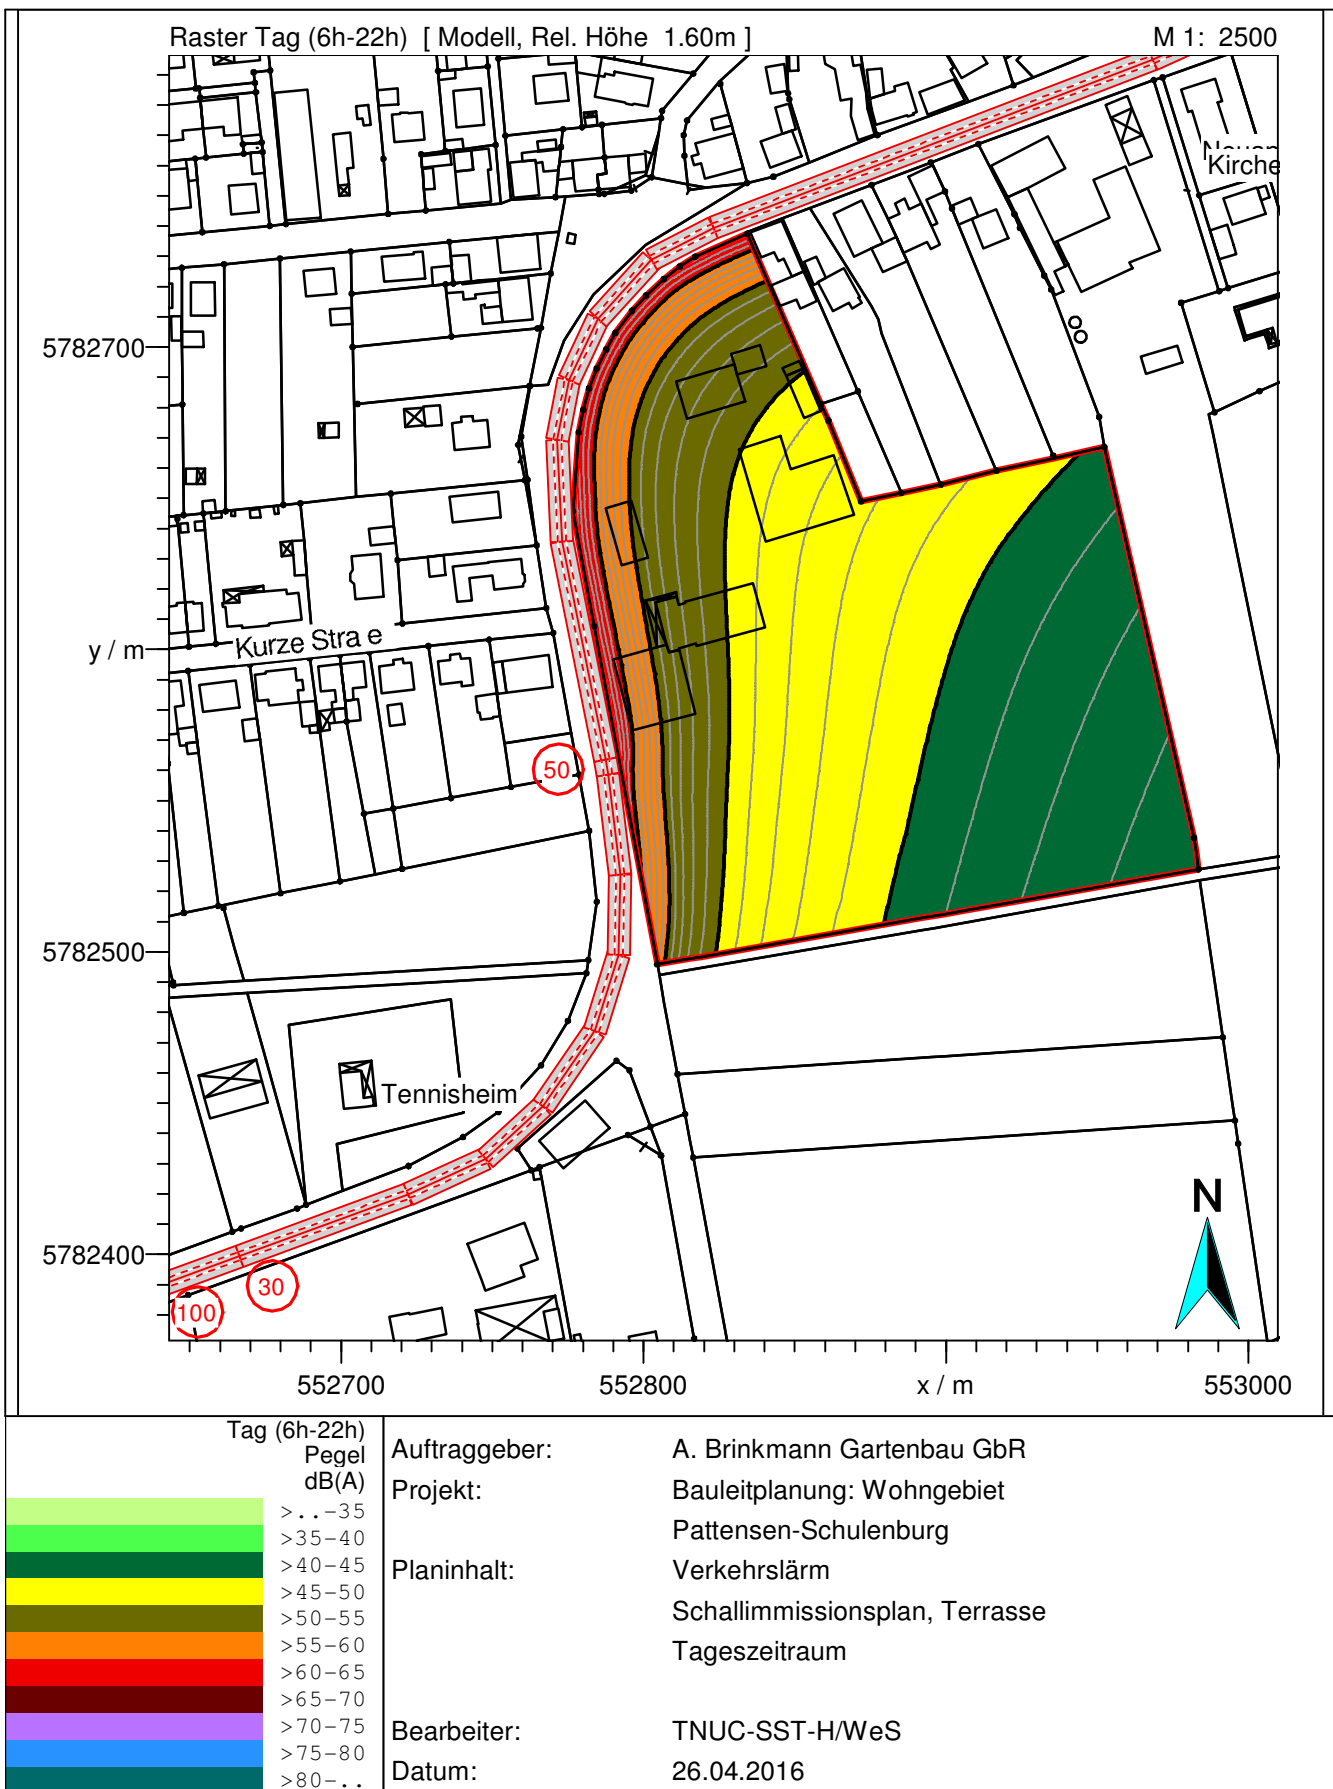 Raster Tag (6h-22h) [ Modell, Rel. Höhe 1.60m ]
M 1: 2500
Kirche
5782700
y / m
Kurze Stra e
50
5782500
Tennisheim
N
5782400
30
100
552700
552800
x / m
553000
Tag (6h-22h)
Pegel
dB(A)
>..-35
>35-40
>40-45
>45-50
>50-55
>55-60
>60-65
>65-70
>70-75
>75-80
>80-..
Auftraggeber: A. Brinkmann Gartenbau GbR
Projekt: Bauleitplanung: Wohngebiet
Pattensen-Schulenburg
Planinhalt: Verkehrslärm
Schallimmissionsplan, Terrasse
Tageszeitraum
Bearbeiter: TNUC-SST-H/WeS
Datum: 26.04.2016